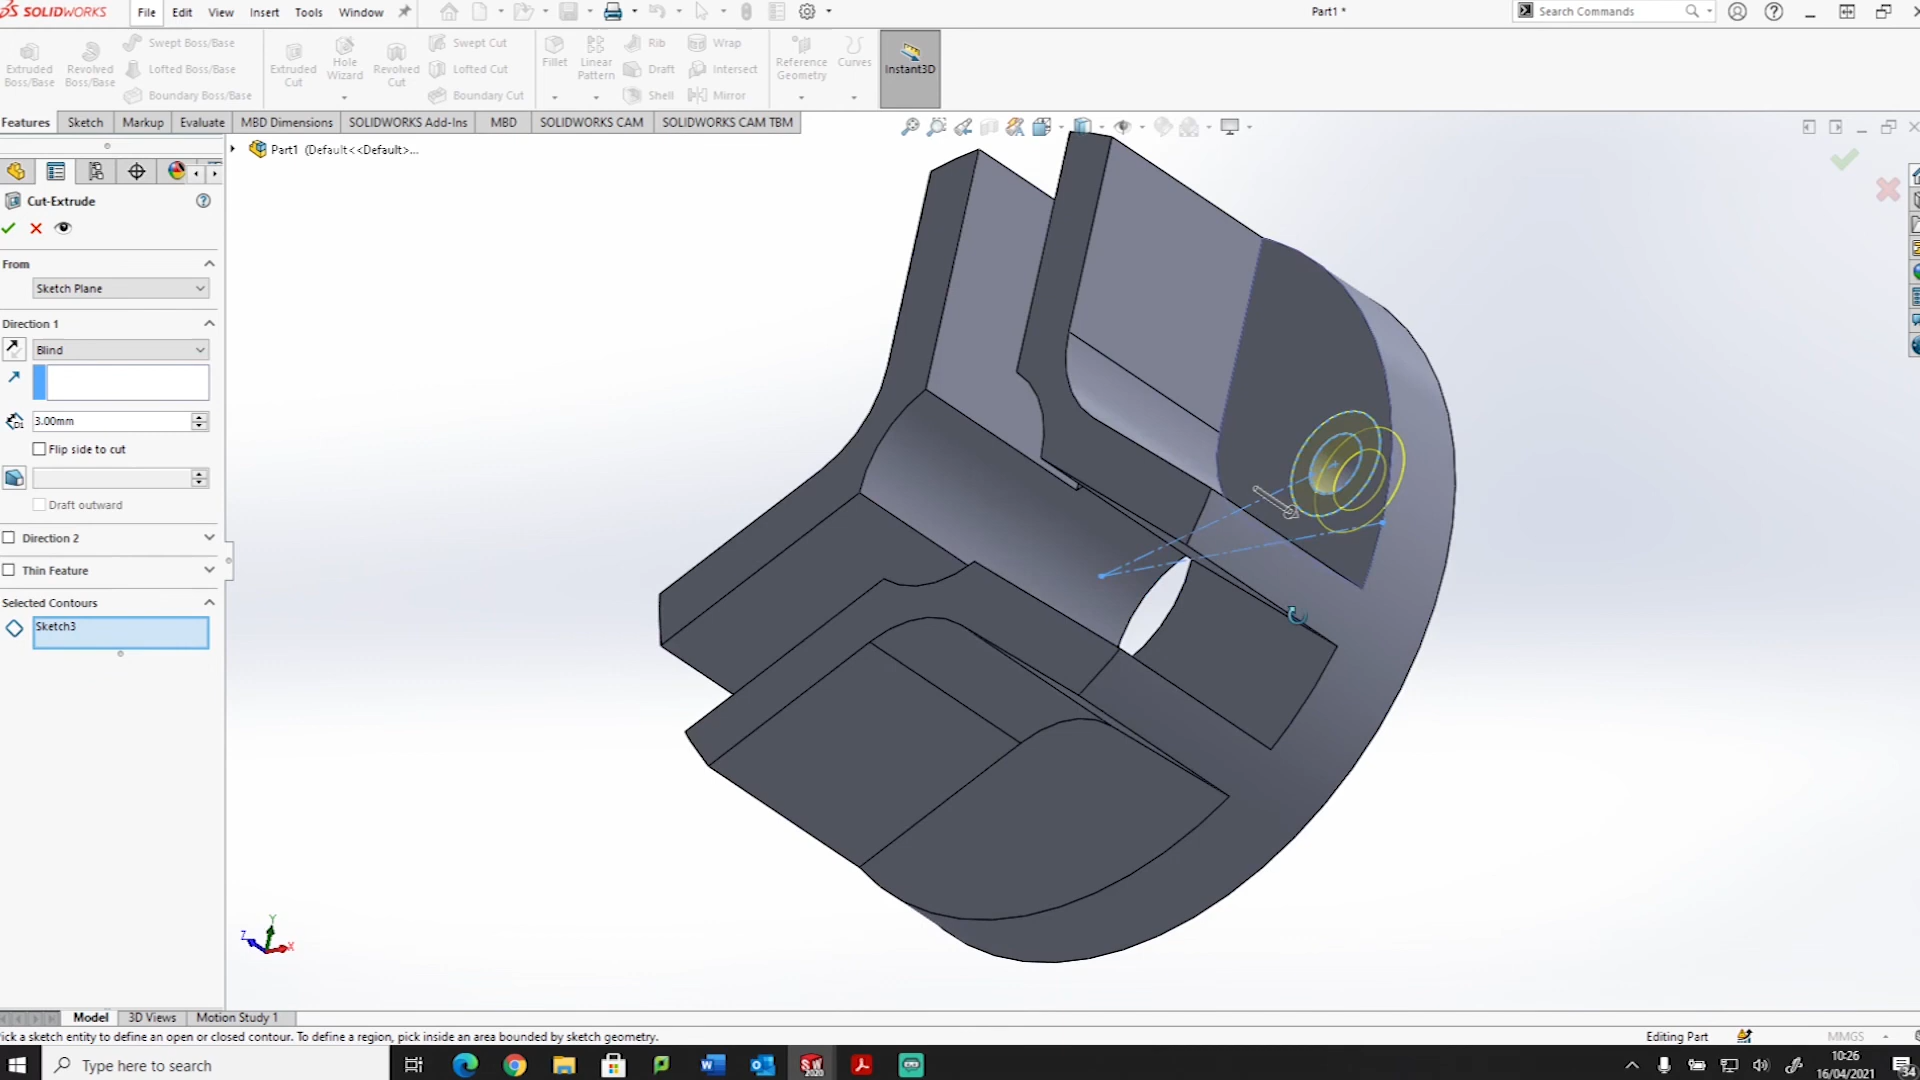 SOLIDWORKS File Edit View Insert Tools Window Part1 * Search Commands
Extruded Boss/Base
Revolved Boss/Base
Swept Boss/Base
Lofted Boss/Base
Boundary Boss/Base
Extruded Cut
Hole Wizard
Revolved Cut
Swept Cut
Lofted Cut
Boundary Cut
Fillet
Linear Pattern
Rib
Draft
Shell
Wrap
Intersect
Mirror
Reference Geometry
Curves
Instant3D
Features Sketch Markup Evaluate MBD Dimensions SOLIDWORKS Add-Ins MBD SOLIDWORKS CAM SOLIDWORKS CAM TBM
Part1 (Default<<Default>...
Cut-Extrude
From
Sketch Plane
Direction 1
Blind
D1
3.00mm
Flip side to cut
Draft outward
Direction 2
Thin Feature
Selected Contours
Sketch3
Y
Z
X
Model 3D Views Motion Study 1
ick a sketch entity to define an open or closed contour. To define a region, pick inside an area bounded by sketch geometry.
Editing Part
MMGS
Type here to search
10:26
16/04/2021
34